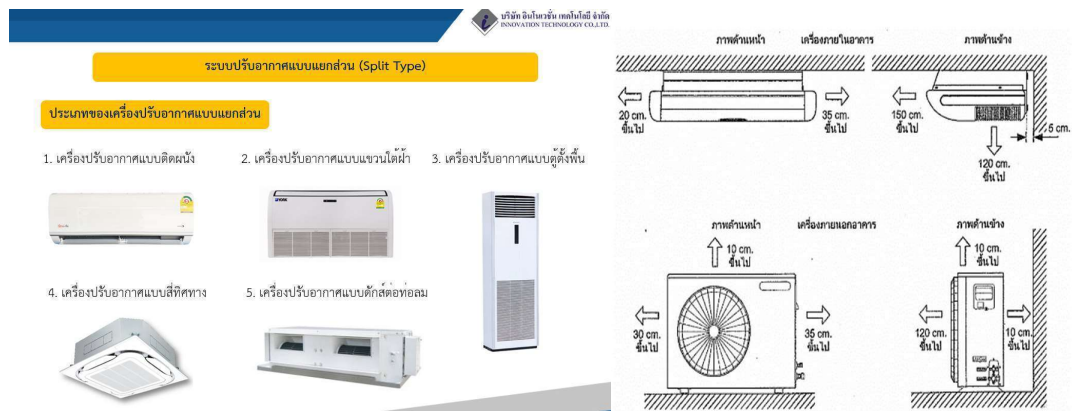 บริษัท อินโนเวชั่น เทคโนโลยี จำกัด
INNOVATION TECHNOLOGY CO.,LTD.
ระบบปรับอากาศแบบแยกส่วน (Split Type)
ประเภทของเครื่องปรับอากาศแบบแยกส่วน
1. เครื่องปรับอากาศแบบติดผนัง
2. เครื่องปรับอากาศแบบแขวนใต้ฝ้า
3. เครื่องปรับอากาศแบบตู้ตั้งพื้น
YORK
4. เครื่องปรับอากาศแบบสี่ทิศทาง
5. เครื่องปรับอากาศแบบดักส์ต่อท่อลม
ภาพด้านหน้า
เครื่องภายในอาคาร
ภาพด้านข้าง
20 cm.
ขึ้นไป
35 cm.
ขึ้นไป
150 cm.
ขึ้นไป
5 cm.
120 cm.
ขึ้นไป
ภาพด้านหน้า
เครื่องภายนอกอาคาร
ภาพด้านข้าง
10 cm.
ขึ้นไป
10 cm.
ขึ้นไป
30 cm.
ขึ้นไป
35 cm.
ขึ้นไป
120 cm.
ขึ้นไป
10 cm.
ขึ้นไป